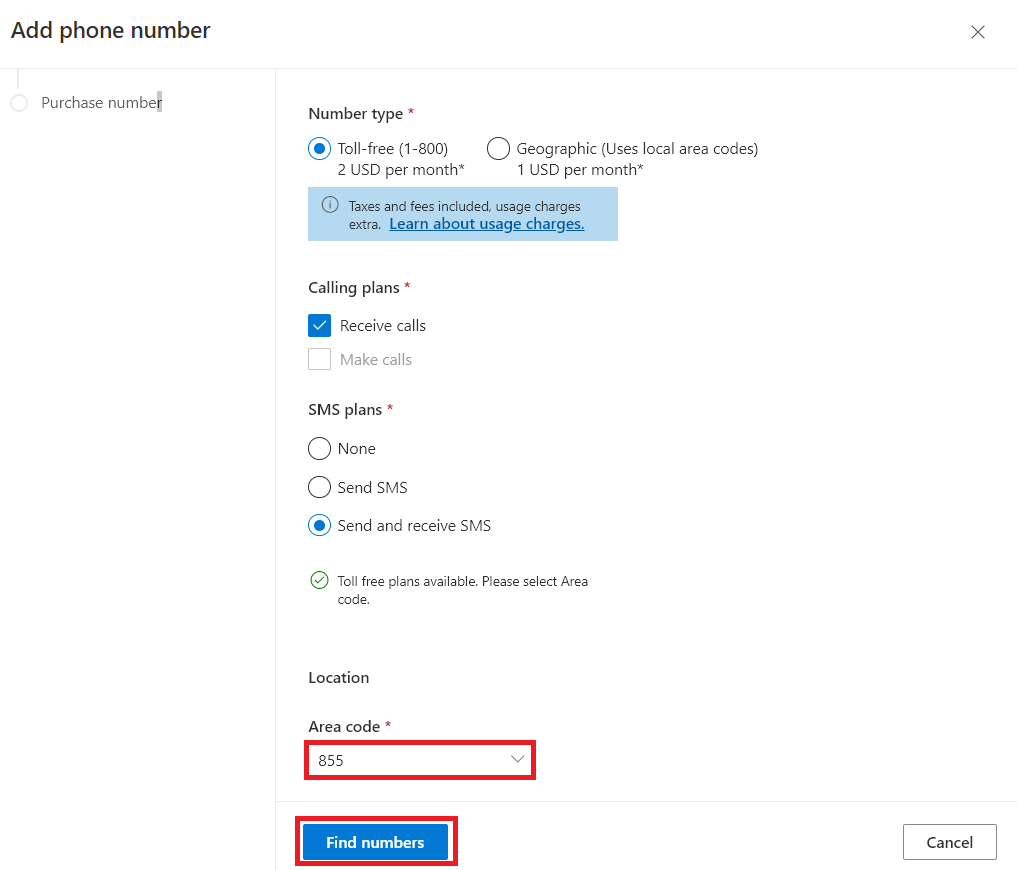 Add phone number
Purchase number
Number type *
Toll-free (1-800)
2 USD per month*
Geographic (Uses local area codes)
1 USD per month*
Taxes and fees included, usage charges
extra. Learn about usage charges.
Calling plans *
Receive calls
Make calls
SMS plans *
None
Send SMS
Send and receive SMS
Toll free plans available. Please select Area
code.
Location
Area code *
855
Find numbers
Cancel